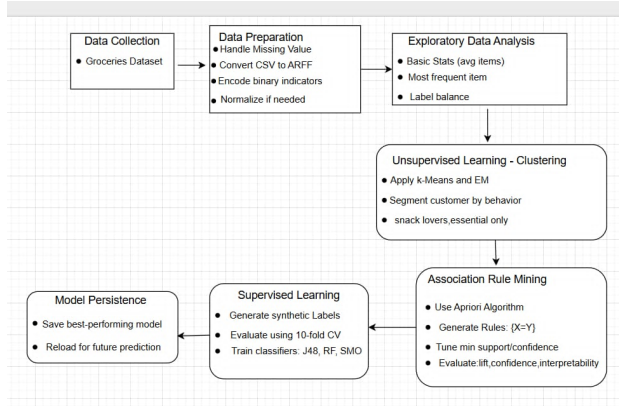 Data Collection
Groceries Dataset
Data Preparation
Handle Missing Value
Convert CSV to ARFF
Encode binary indicators
Normalize if needed
Exploratory Data Analysis
Basic Stats (avg items)
Most frequent item
Label balance
Unsupervised Learning - Clustering
Apply k-Means and EM
Segment customer by behavior
snack lovers,essential only
Association Rule Mining
Use Apriori Algorithm
Generate Rules: {X=Y}
Tune min support/confidence
Evaluate:lift,confidence,interpretability
Supervised Learning
Generate synthetic Labels
Evaluate using 10-fold CV
Train classifiers: J48, RF, SMO
Model Persistence
Save best-performing model
Reload for future prediction